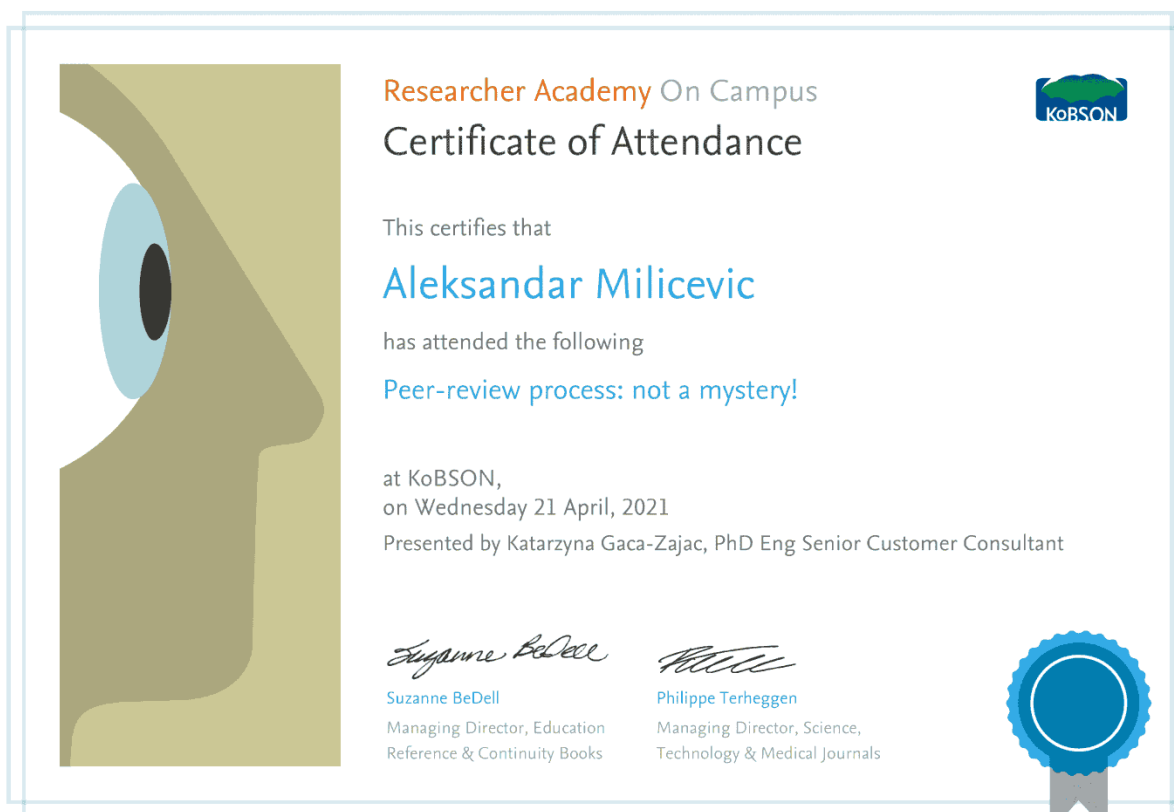 Researcher Academy On Campus
KoBSON
Certificate of Attendance
This certifies that
Aleksandar Milicevic
has attended the following
Peer-review process: not a mystery!
at KoBSON,
on Wednesday 21 April, 2021
Presented by Katarzyna Gaca-Zajac, PhD Eng Senior Customer Consultant
Suzanne BeDell
Suzanne BeDell
Managing Director, Education
Reference & Continuity Books
Philippe Terheggen
Managing Director, Science,
Technology & Medical Journals